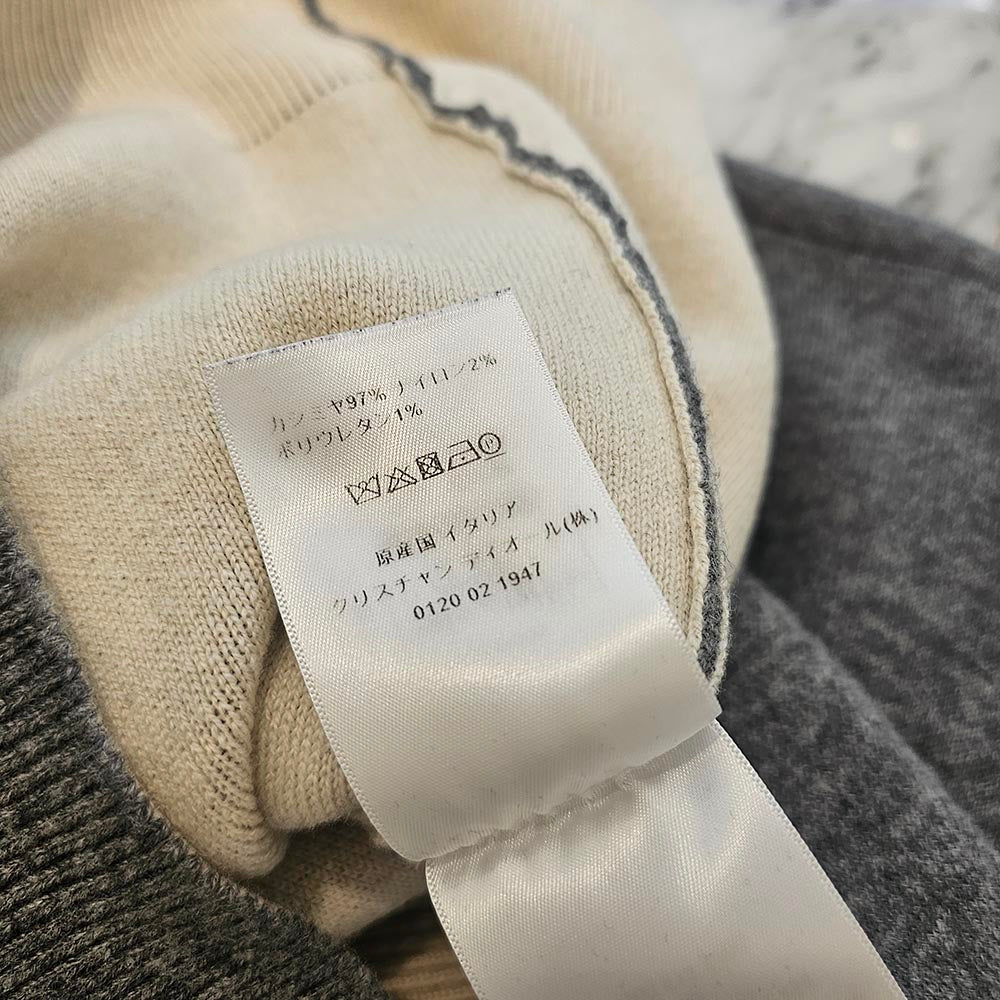 カシミヤ97% ナイロン2%
ポリウレタン1%
原産国 イタリア
クリスチャン ディオール(株)
0120 02 1947